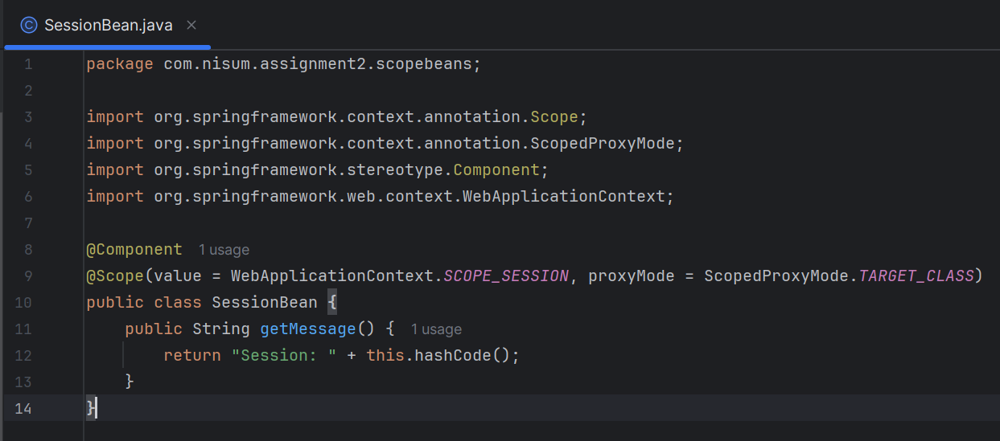 SessionBean.java
1 package com.nisum.assignment2.scopebeans;
2
3 import org.springframework.context.annotation.Scope;
4 import org.springframework.context.annotation.ScopedProxyMode;
5 import org.springframework.stereotype.Component;
6 import org.springframework.web.context.WebApplicationContext;
7
8 @Component 1 usage
9 @Scope(value = WebApplicationContext.SCOPE_SESSION, proxyMode = ScopedProxyMode.TARGET_CLASS)
10 public class SessionBean {
11     public String getMessage() { 1 usage
12         return "Session: " + this.hashCode();
13     }
14 }